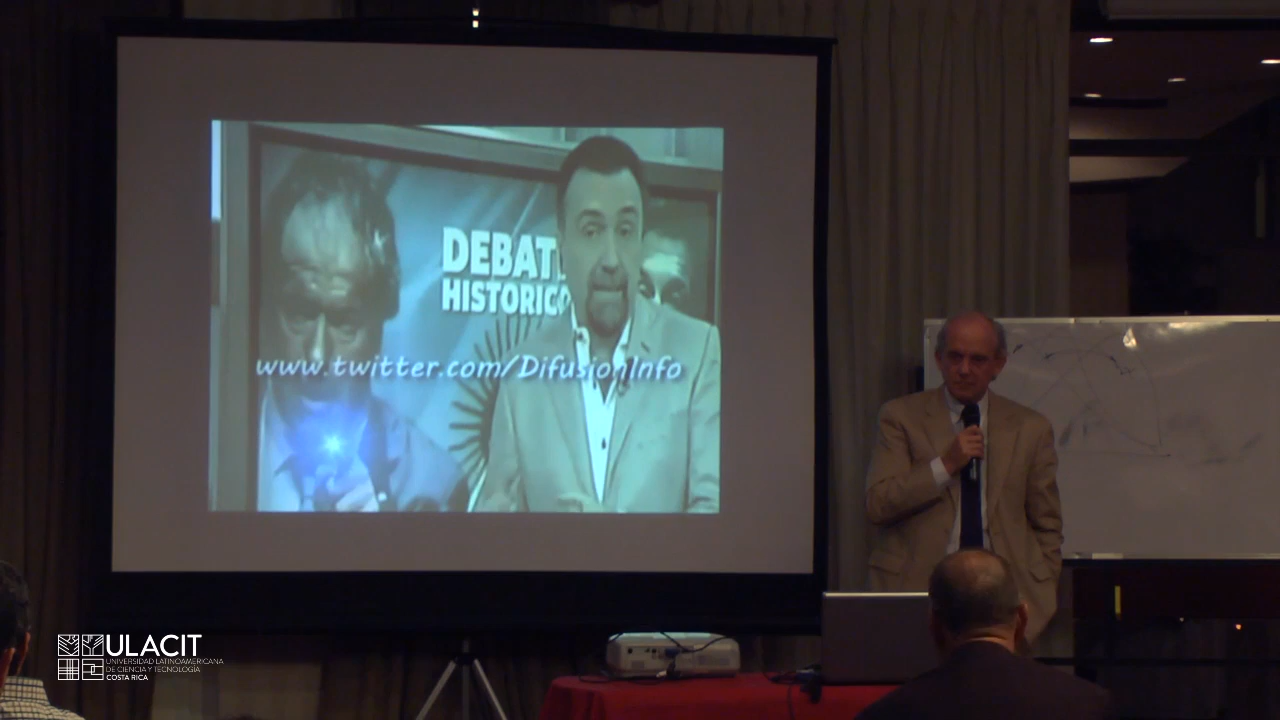 DEBAT
HISTORICO
www.twitter.com/DifusionInfo
ULACIT
UNIVERSIDAD LATINOAMERICANA
DE CIENCIA Y TECNOLOGÍA
COSTA RICA